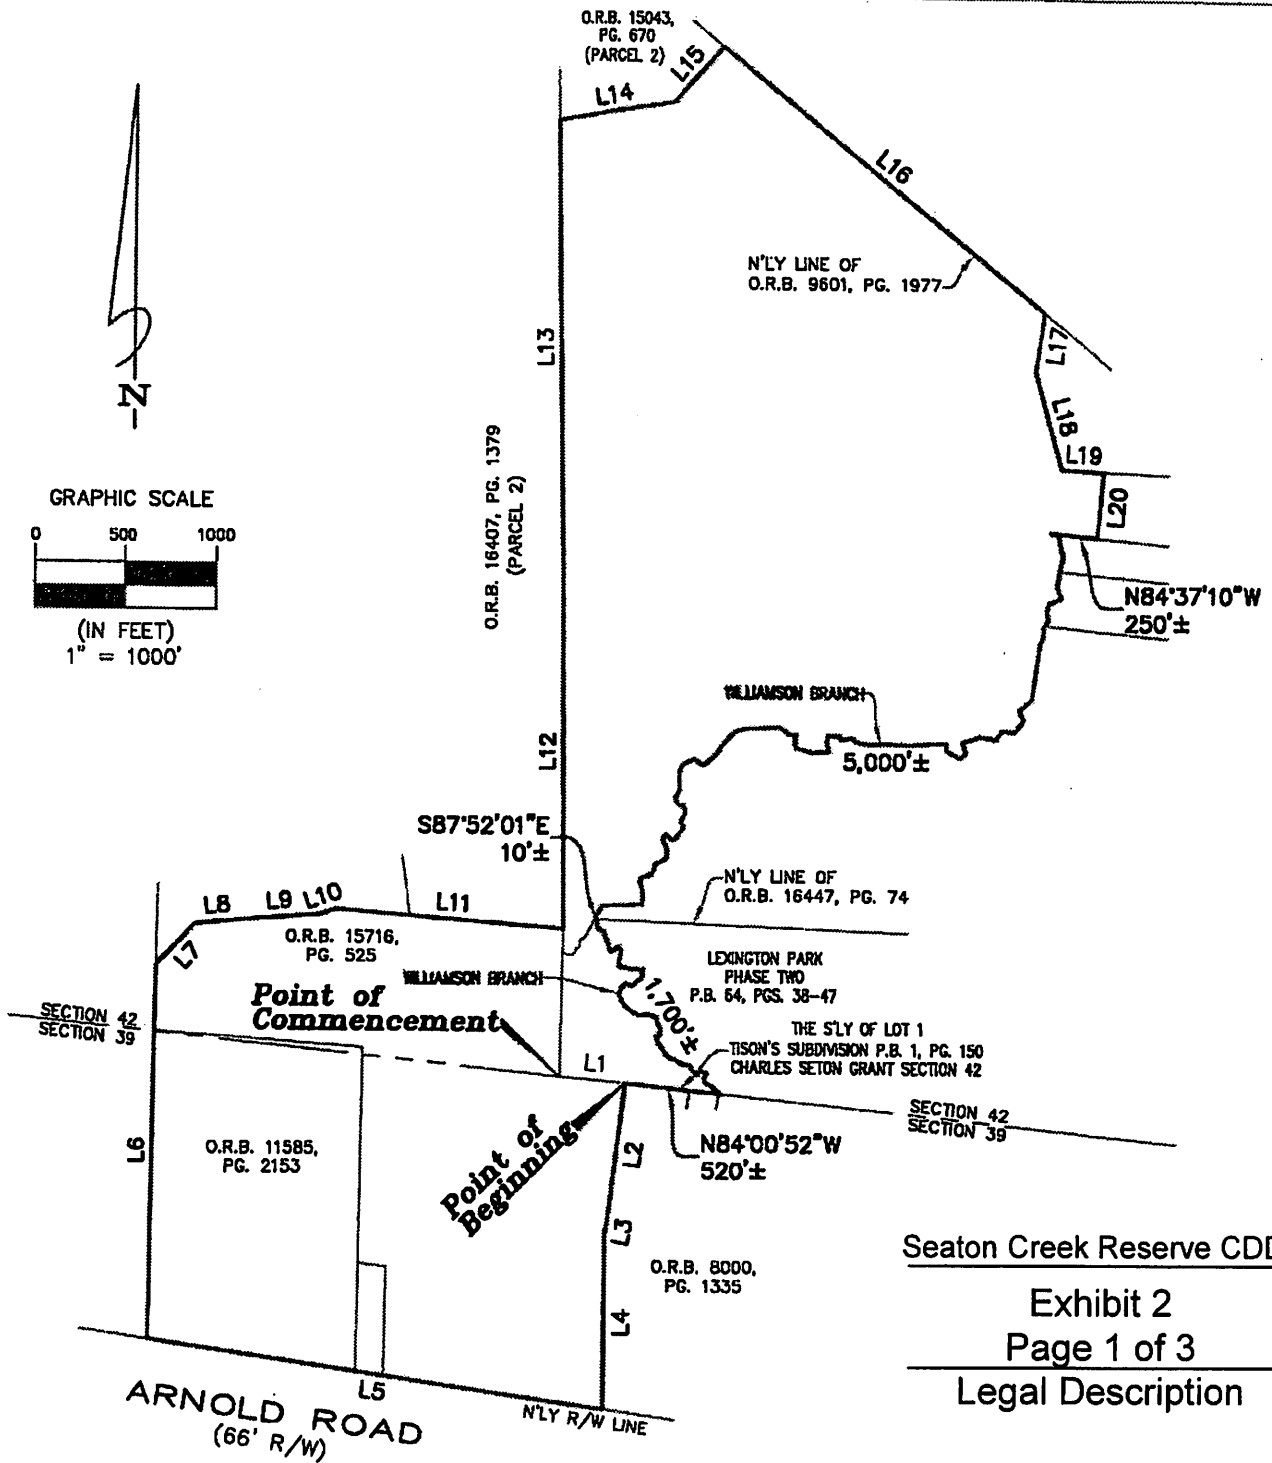 O.R.B. 15043,
PG. 670
(PARCEL 2)
L15
L14
L16
N'LY LINE OF
O.R.B. 9601, PG. 1977
L13
L17
N
L18
L19
L20
O.R.B. 16407, PG. 1379
(PARCEL 2)
GRAPHIC SCALE
0 500 1000
(IN FEET)
1" = 1000'
N84°37'10"W
250'±
WILLIAMSON BRANCH
5,000'±
L12
S87°52'01"E
10'±
N'LY LINE OF
O.R.B. 16447, PG. 74
L8 L9 L10 L11
L7
O.R.B. 15716,
PG. 525
WILLIAMSON BRANCH
LEXINGTON PARK
PHASE TWO
P.B. 64, PGS. 38-47
1,700'±
Point of
Commencement
SECTION 42
SECTION 39
THE S'LY OF LOT 1
TISON'S SUBDIVISION P.B. 1, PG. 150
CHARLES SETON GRANT SECTION 42
L1
SECTION 42
SECTION 39
L6
O.R.B. 11585,
PG. 2153
Point of
Beginning
L2
N84°00'52"W
520'±
L3
O.R.B. 8000,
PG. 1335
L4
Seaton Creek Reserve CDD
Exhibit 2
Page 1 of 3
Legal Description
L5
ARNOLD ROAD
(66' R/W)
N'LY R/W LINE